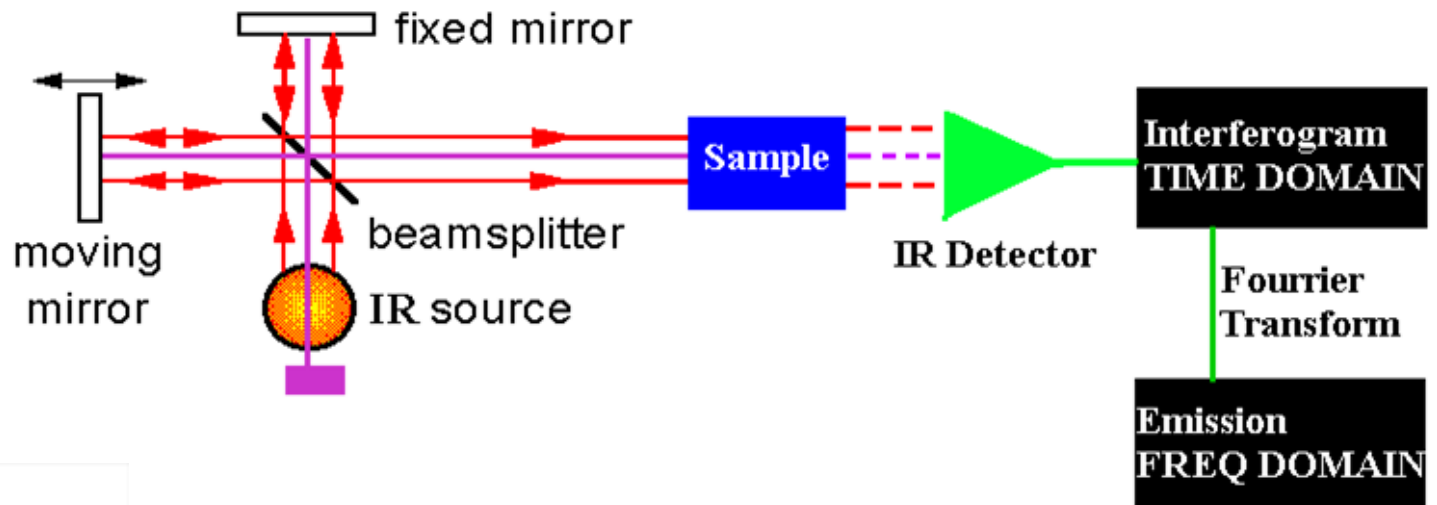 fixed mirror
moving
mirror
beamsplitter
IR source
Sample
IR Detector
Interferogram
TIME DOMAIN
Fourrier
Transform
Emission
FREQ DOMAIN